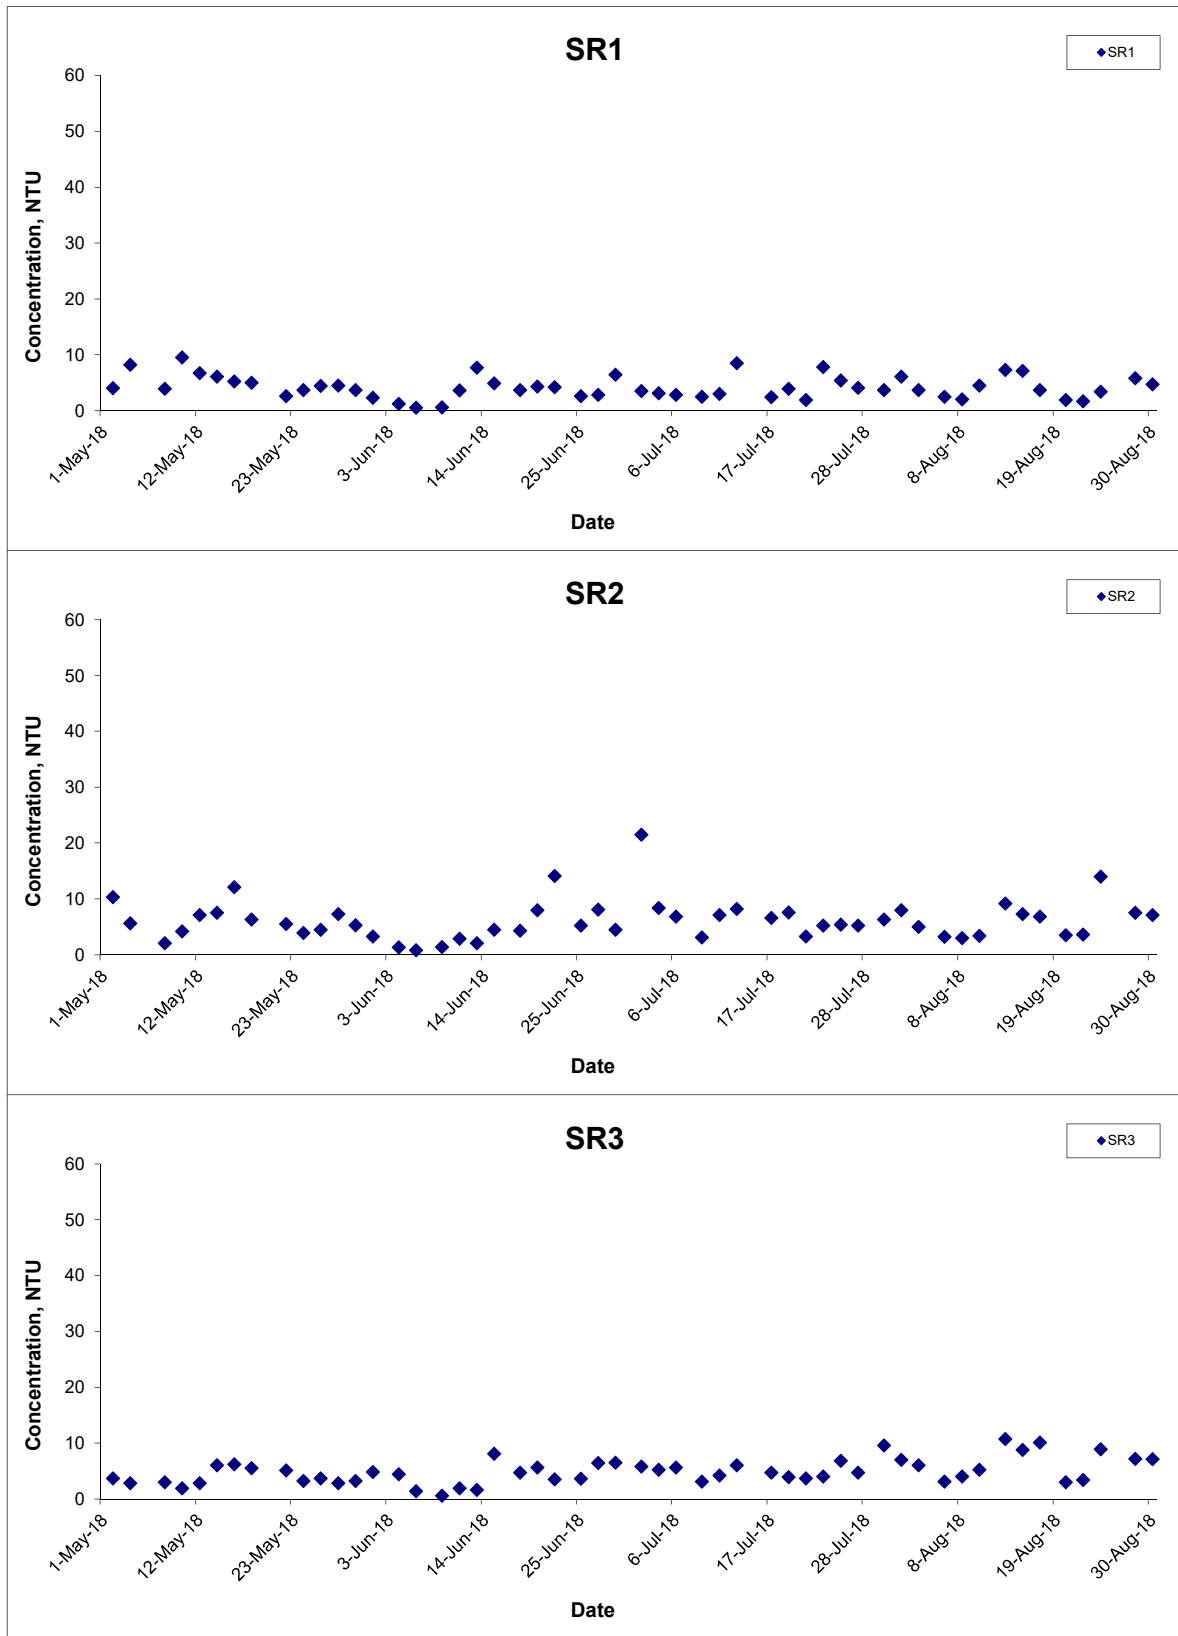 SR1
SR1
60
50
40
30
20
10
0
Concentration, NTU
1-May-18
12-May-18
23-May-18
3-Jun-18
14-Jun-18
25-Jun-18
6-Jul-18
17-Jul-18
28-Jul-18
8-Aug-18
19-Aug-18
30-Aug-18
Date
SR2
SR2
60
50
40
30
20
10
0
Concentration, NTU
1-May-18
12-May-18
23-May-18
3-Jun-18
14-Jun-18
25-Jun-18
6-Jul-18
17-Jul-18
28-Jul-18
8-Aug-18
19-Aug-18
30-Aug-18
Date
SR3
SR3
60
50
40
30
20
10
0
Concentration, NTU
1-May-18
12-May-18
23-May-18
3-Jun-18
14-Jun-18
25-Jun-18
6-Jul-18
17-Jul-18
28-Jul-18
8-Aug-18
19-Aug-18
30-Aug-18
Date